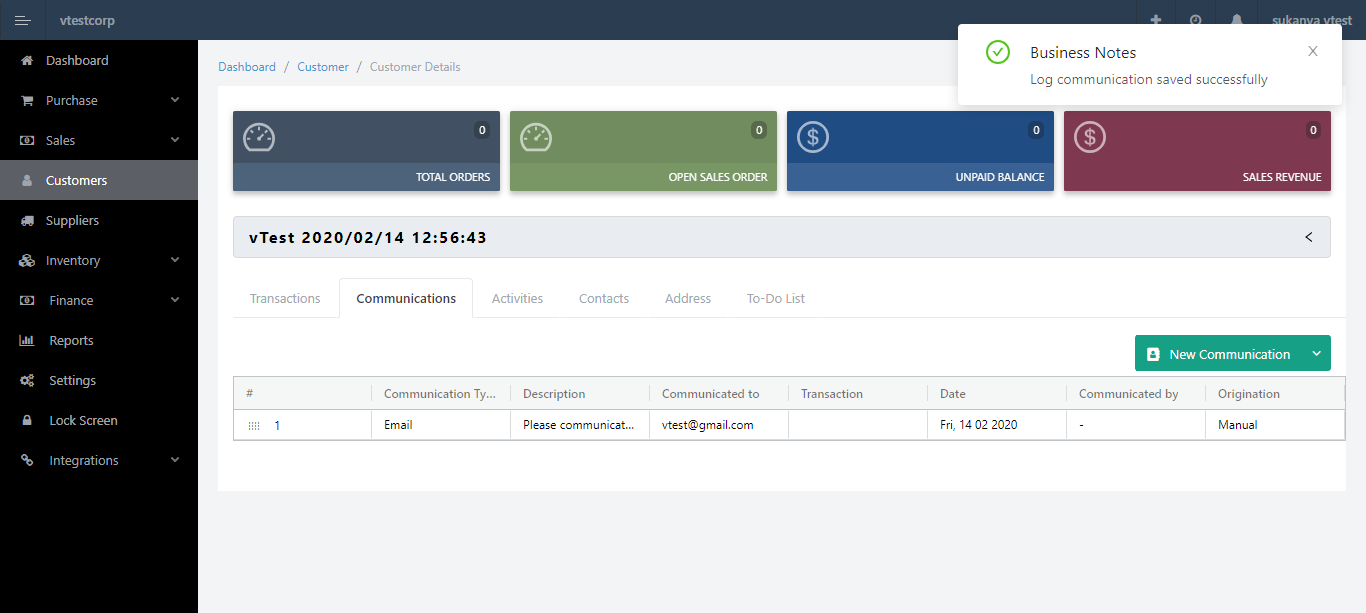 vtestcorp
sukanya vtest
Dashboard
Purchase
Sales
Customers
Suppliers
Inventory
Finance
Reports
Settings
Lock Screen
Integrations
Dashboard / Customer / Customer Details
Business Notes
Log communication saved successfully
0
TOTAL ORDERS
0
OPEN SALES ORDER
0
UNPAID BALANCE
0
SALES REVENUE
vTest 2020/02/14 12:56:43
Transactions Communications Activities Contacts Address To-Do List
New Communication
# Communication Ty... Description Communicated to Transaction Date Communicated by Origination
1 Email Please communicat... vtest@gmail.com Fri, 14 02 2020 - Manual